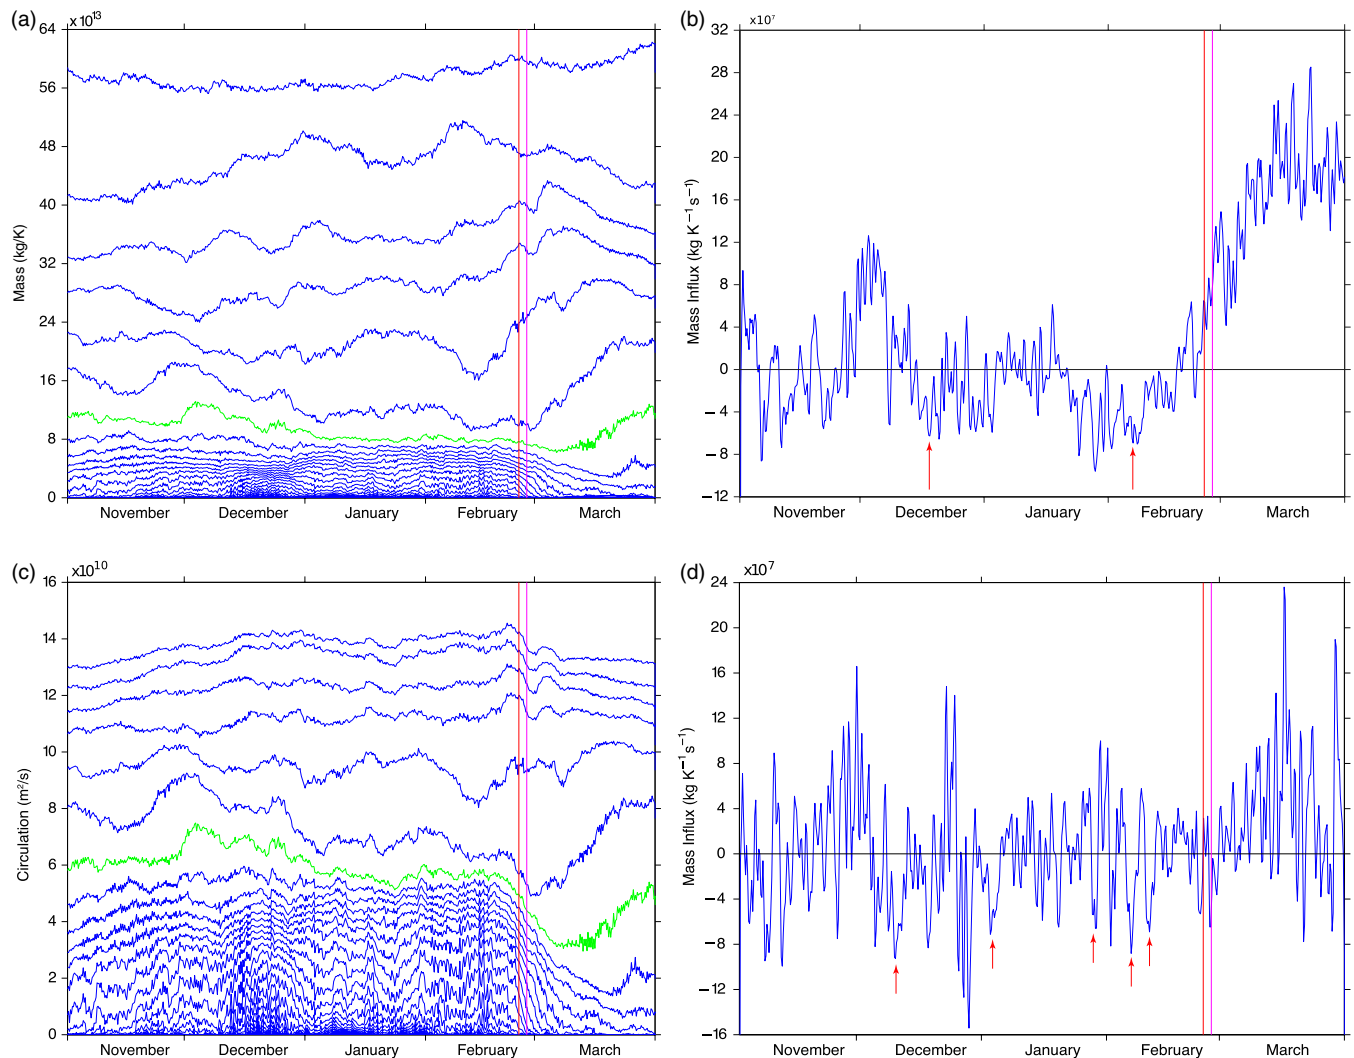 (a)
x10¹³
64
56
48
40
32
24
16
8
0
Mass (kg/K)
November December January February March
(b)
x10⁷
32
28
24
20
16
12
8
4
0
−4
−8
−12
Mass Influx (kg K⁻¹ s⁻¹)
November December January February March
(c)
x10¹⁰
16
14
12
10
8
6
4
2
0
Circulation (m²/s)
November December January February March
(d)
x10⁷
24
20
16
12
8
4
0
−4
−8
−12
−16
Mass Influx (kg K⁻¹ s⁻¹)
November December January February March